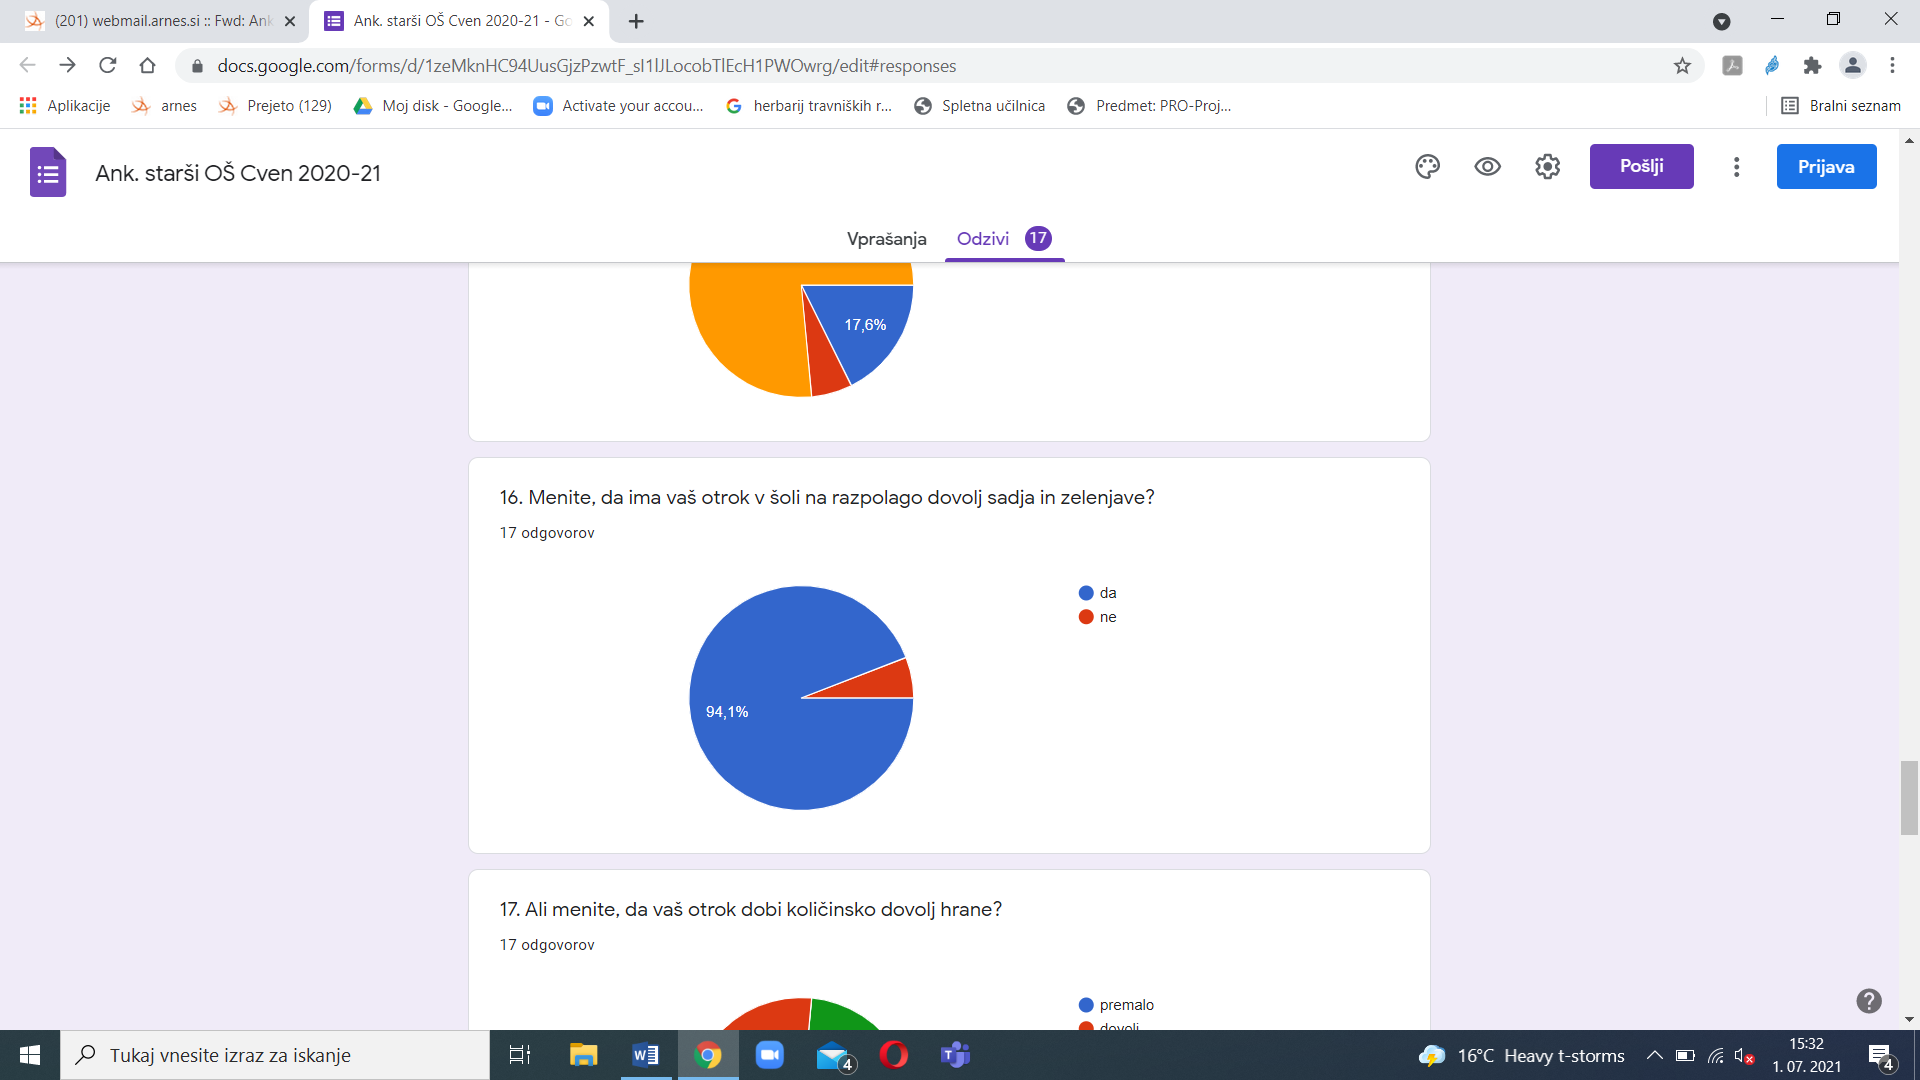 (201) webmail.arnes.si :: Fwd: Ank
Ank. starši OŠ Cven 2020-21 - Go
docs.google.com/forms/d/1zeMknHC94UusGjzPzwtF_sI1lJLocobTlEcH1PWOwrg/edit#responses
Aplikacije
arnes
Prejeto (129)
Moj disk - Google...
Activate your accou...
herbarij travniških r...
Spletna učilnica
Predmet: PRO-Proj...
Bralni seznam
Ank. starši OŠ Cven 2020-21
Pošlji
Prijava
Vprašanja
Odzivi 17
17,6%
16. Menite, da ima vaš otrok v šoli na razpolago dovolj sadja in zelenjave?
17 odgovorov
da
ne
94,1%
17. Ali menite, da vaš otrok dobi količinsko dovolj hrane?
17 odgovorov
premalo
dovolj
Tukaj vnesite izraz za iskanje
4
16°C Heavy t-storms
15:32
1. 07. 2021
4